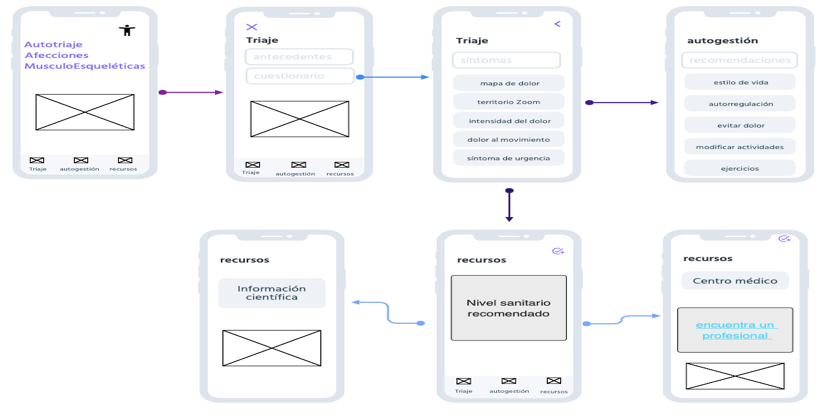 Autotriaje
Afecciones
MusculoEsqueléticas
Triaje
autogestión
recursos
Triaje
antecedentes
cuestionario
Triaje
autogestión
recursos
Triaje
síntomas
mapa de dolor
territorio Zoom
intensidad del dolor
dolor al movimiento
síntoma de urgencia
autogestión
recomendaciones
estilo de vida
autorregulación
evitar dolor
modificar actividades
ejercicios
recursos
Información
científica
recursos
Nivel sanitario
recomendado
Triaje
autogestión
recursos
recursos
Centro médico
encuentra un
profesional